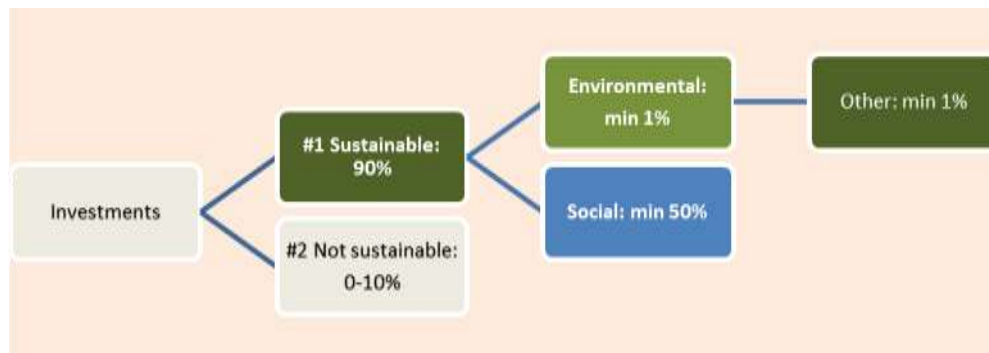 Investments
#1 Sustainable:
90%
#2 Not sustainable:
0-10%
Environmental:
min 1%
Social: min 50%
Other: min 1%